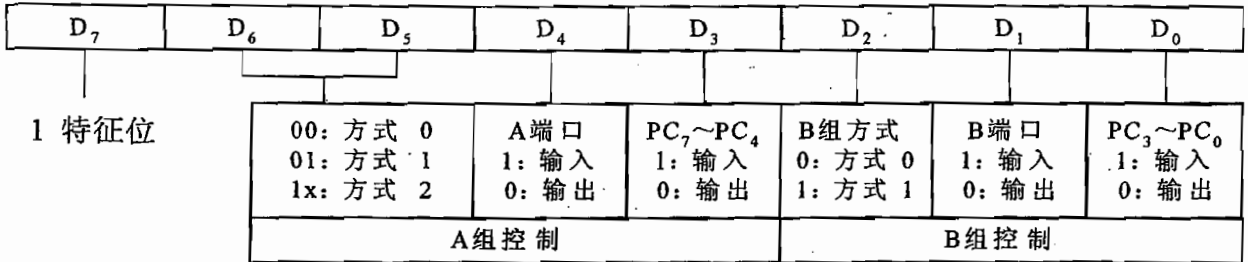 D₇ D₆ D₅ D₄ D₃ D₂ D₁ D₀
1 特征位
00: 方式 0 A端口 PC₇～PC₄ B组方式 B端口 PC₃～PC₀
01: 方式 1 1: 输入 1: 输入 0: 方式 0 1: 输入 1: 输入
1x: 方式 2 0: 输出 0: 输出 1: 方式 1 0: 输出 0: 输出
A组控制 B组控制